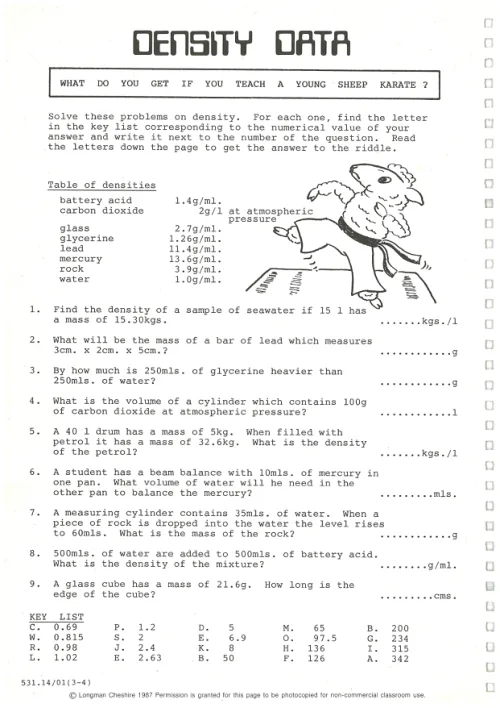 DENSITY DATA
WHAT DO YOU GET IF YOU TEACH A YOUNG SHEEP KARATE ?
Solve these problems on density. For each one, find the letter
in the key list corresponding to the numerical value of your
answer and write it next to the number of the question. Read
the letters down the page to get the answer to the riddle.
Table of densities
battery acid 1.4g/ml.
carbon dioxide 2g/l at atmospheric
pressure
glass 2.7g/ml.
glycerine 1.26g/ml.
lead 11.4g/ml.
mercury 13.6g/ml.
rock 3.9g/ml.
water 1.0g/ml.
1. Find the density of a sample of seawater if 15 l has
a mass of 15.30kgs. .......kgs./l
2. What will be the mass of a bar of lead which measures
3cm. x 2cm. x 5cm.? ............g
3. By how much is 250mls. of glycerine heavier than
250mls. of water? ............g
4. What is the volume of a cylinder which contains 100g
of carbon dioxide at atmospheric pressure? ............l
5. A 40 l drum has a mass of 5kg. When filled with
petrol it has a mass of 32.6kg. What is the density
of the petrol? .......kgs./l
6. A student has a beam balance with 10mls. of mercury in
one pan. What volume of water will he need in the
other pan to balance the mercury? .........mls.
7. A measuring cylinder contains 35mls. of water. When a
piece of rock is dropped into the water the level rises
to 60mls. What is the mass of the rock? ............g
8. 500mls. of water are added to 500mls. of battery acid.
What is the density of the mixture? ........g/ml.
9. A glass cube has a mass of 21.6g. How long is the
edge of the cube? .........cms.
KEY LIST
C. 0.69 P. 1.2 D. 5 M. 65 B. 200
W. 0.815 S. 2 E. 6.9 O. 97.5 G. 234
R. 0.98 J. 2.4 K. 8 H. 136 I. 315
L. 1.02 E. 2.63 B. 50 F. 126 A. 342
531.14/01(3-4)
© Longman Cheshire 1987 Permission is granted for this page to be photocopied for non-commercial classroom use.